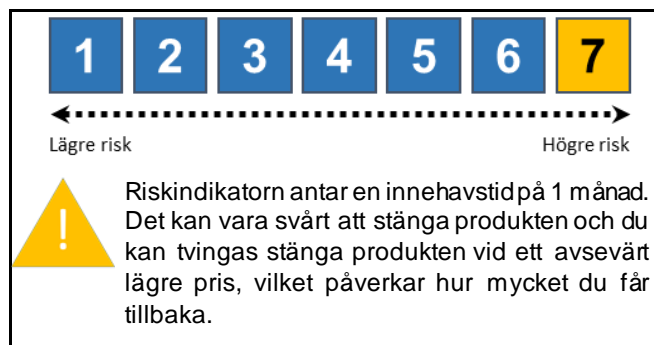 1 2 3 4 5 6 7
Lägre risk Högre risk
!
Riskindikatorn antar en innehavstid på 1 månad.
Det kan vara svårt att stänga produkten och du
kan tvingas stänga produkten vid ett avsevärt
lägre pris, vilket påverkar hur mycket du får
tillbaka.